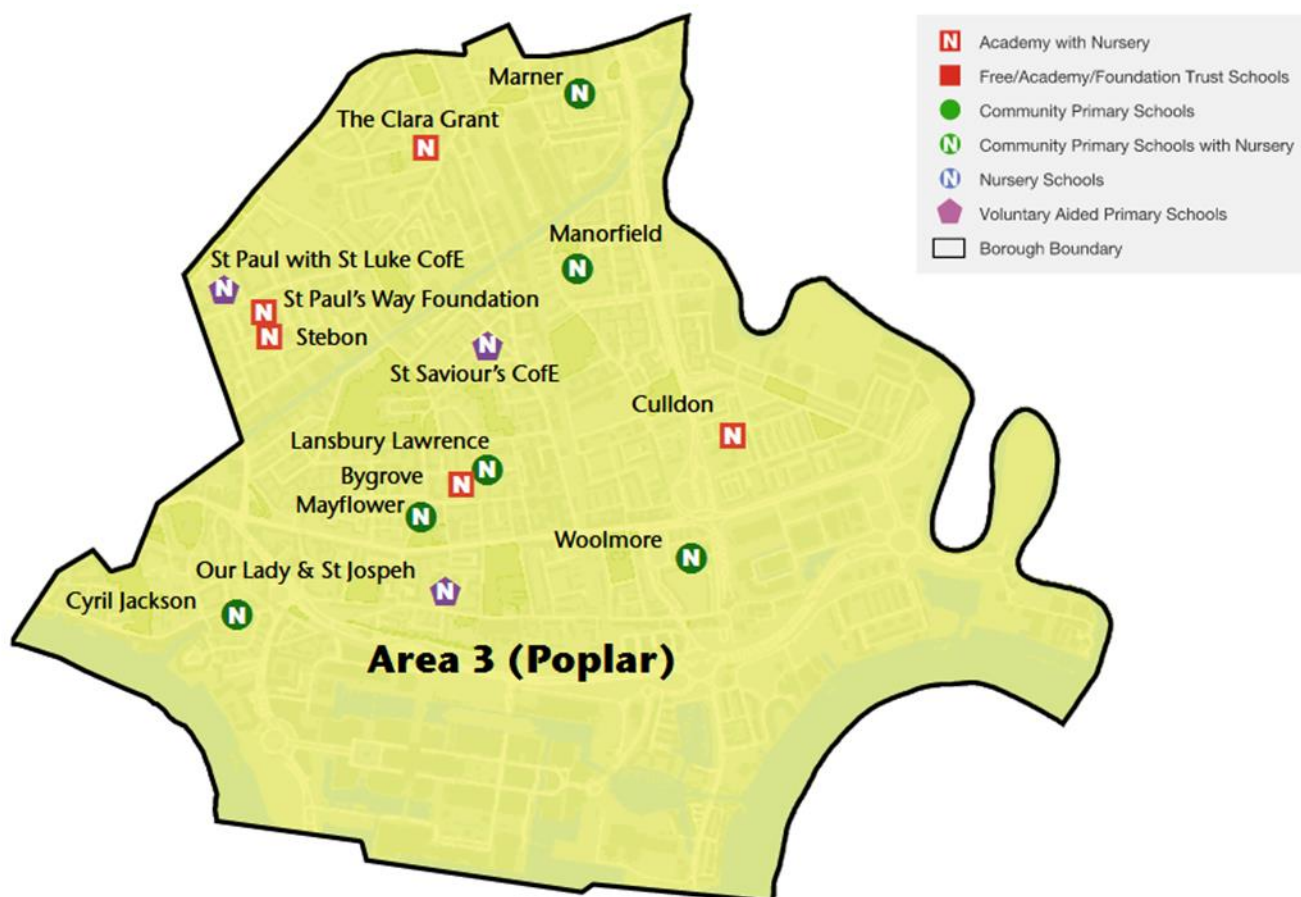 Marner
N
The Clara Grant
N
Manorfield
N
St Paul with St Luke CofE
N
St Paul's Way Foundation
N
Stebon
N
N
St Saviour's CofE
Culldon
N
Lansbury Lawrence
N
Bygrove
N
Mayflower
N
Woolmore
N
Our Lady & St Jospeh
N
Cyril Jackson
N
Area 3 (Poplar)
N Academy with Nursery
Free/Academy/Foundation Trust Schools
Community Primary Schools
N Community Primary Schools with Nursery
N Nursery Schools
Voluntary Aided Primary Schools
Borough Boundary